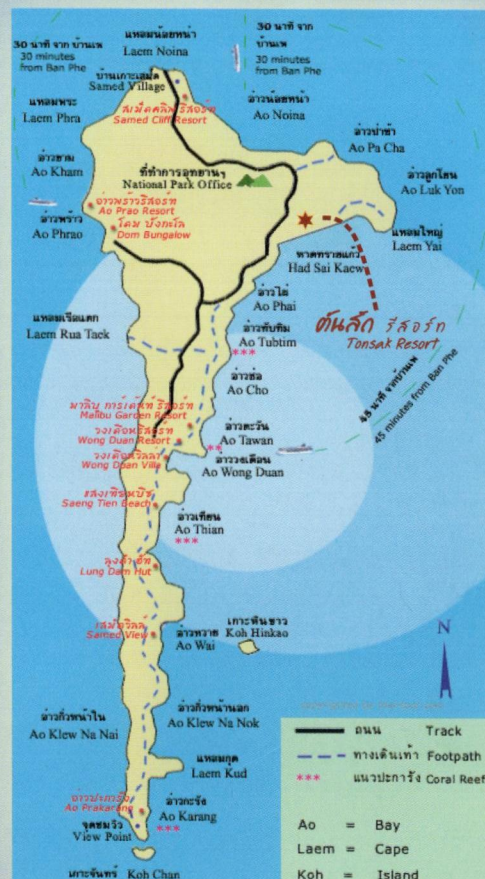 30 นาที จาก บ้านเพ
30 minutes
from Ban Phe
แหลมน้อยหน่า
Laem Noina
30 นาที จาก
บ้านเพ
30 minutes
from Ban Phe
บ้านเกาะเสม็ด
Samed Village
เสม็ดคลิฟ รีสอร์ท
Samed Cliff Resort
แหลมพระ
Laem Phra
อ่าวน้อยหน่า
Ao Noina
อ่าวป่าช้า
Ao Pa Cha
อ่าวขาม
Ao Kham
ที่ทำการอุทยานฯ
National Park Office
อ่าวลูกโยน
Ao Luk Yon
อ่าวพร้าวรีสอร์ท
Ao Prao Resort
อ่าวพร้าว
Ao Phrao
โดม บังกะโล
Dom Bungalow
แหลมใหญ่
Laem Yai
หาดทรายแก้ว
Had Sai Kaew
อ่าวไผ่
Ao Phai
แหลมเรือแตก
Laem Rua Taek
อ่าวทับทิม
Ao Tubtim
***
ต้นสัก รีสอร์ท
Tonsak Resort
อ่าวช่อ
Ao Cho
45 นาที จากบ้านเพ
45 minutes from Ban Phe
มาลิบู การ์เด้นท์ รีสอร์ท
Malibu Garden Resort
วงเดือนรีสอร์ท
Wong Duan Resort
อ่าวตะวัน
Ao Tawan
**
วงเดือนวิลล่า
Wong Duan Villa
อ่าววงเดือน
Ao Wong Duan
แสงเทียนบีช
Saeng Tien Beach
อ่าวเทียน
Ao Thian
***
ลุงดำ ฮัท
Lung Dam Hut
เสม็ดวิลล์
Samed View
อ่าวหวาย
Ao Wai
เกาะหินขาว
Koh Hinkao
N
อ่าวกิ่วหน้าใน
Ao Klew Na Nai
อ่าวกิ่วหน้านอก
Ao Klew Na Nok
แหลมกุด
Laem Kud
อ่าวปะการัง
Ao Prakarang
อ่าวกะรัง
Ao Karang
***
จุดชมวิว
View Point
เกาะจันทร์ Koh Chan
ถนน Track
ทางเดินเท้า Footpath
*** แนวปะการัง Coral Reef
Ao = Bay
Laem = Cape
Koh = Island